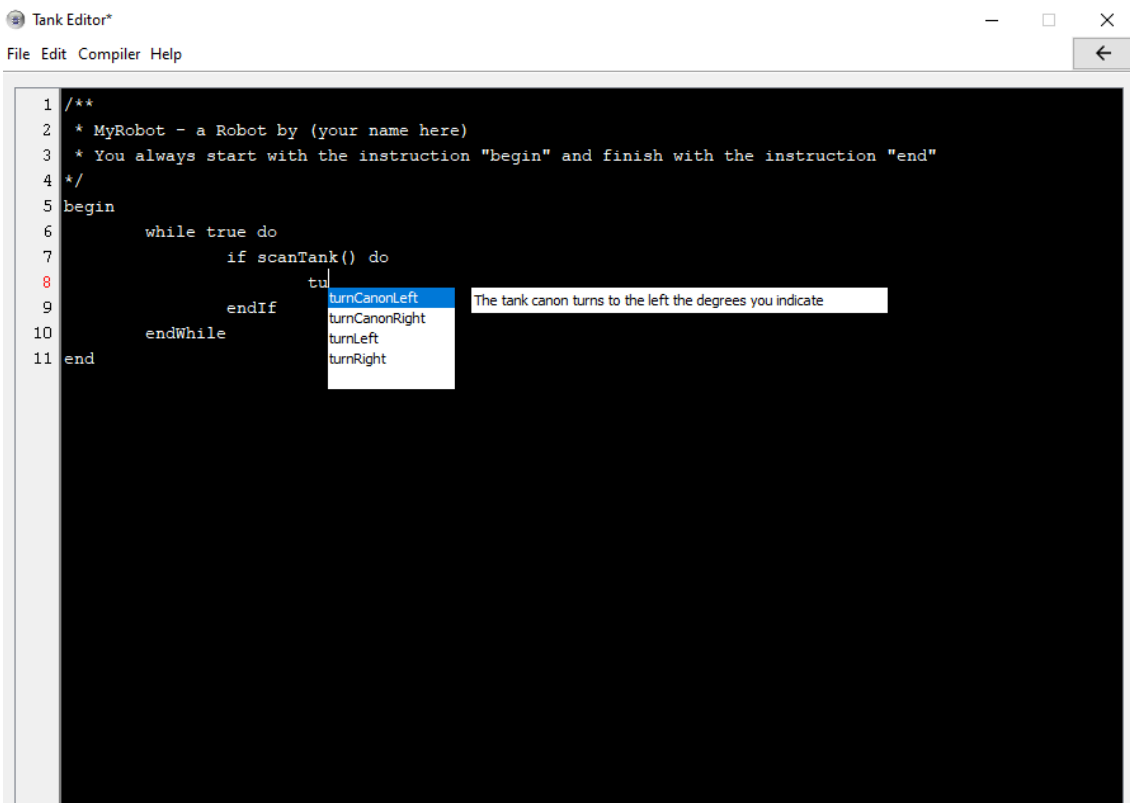 Tank Editor*
File Edit Compiler Help
1 /**
2 * MyRobot - a Robot by (your name here)
3 * You always start with the instruction "begin" and finish with the instruction "end"
4 */
5 begin
6 while true do
7 if scanTank() do
8 tu
turnCanonLeft The tank canon turns to the left the degrees you indicate
9 endIf
turnCanonRight
10 endWhile
turnLeft
11 end
turnRight